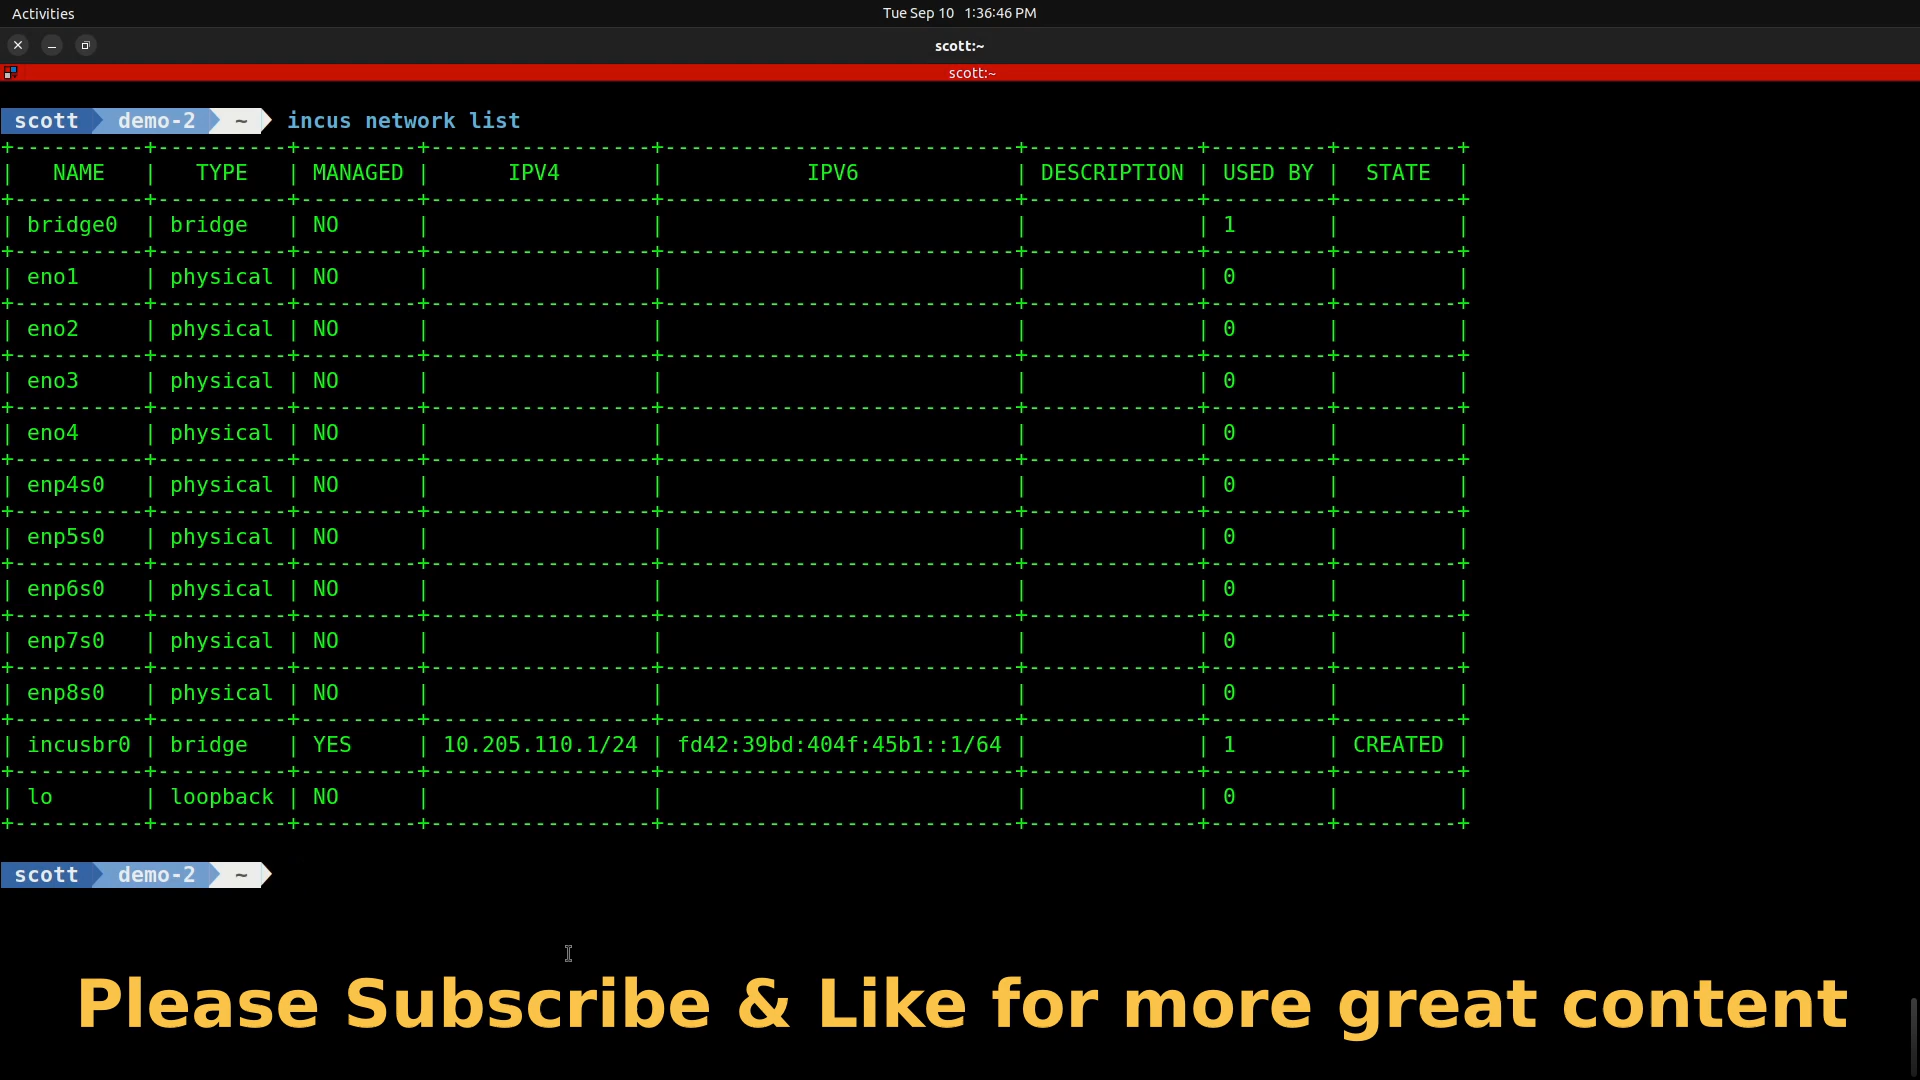 Activities
Tue Sep 10 1:36:46 PM
scott:~
scott:~
scott demo-2 ~ incus network list
+----------+----------+---------+-----------------+---------------------------+-------------+---------+---------+
| NAME | TYPE | MANAGED | IPV4 | IPV6 | DESCRIPTION | USED BY | STATE |
+----------+----------+---------+-----------------+---------------------------+-------------+---------+---------+
| bridge0 | bridge | NO | | | | 1 | |
+----------+----------+---------+-----------------+---------------------------+-------------+---------+---------+
| eno1 | physical | NO | | | | 0 | |
+----------+----------+---------+-----------------+---------------------------+-------------+---------+---------+
| eno2 | physical | NO | | | | 0 | |
+----------+----------+---------+-----------------+---------------------------+-------------+---------+---------+
| eno3 | physical | NO | | | | 0 | |
+----------+----------+---------+-----------------+---------------------------+-------------+---------+---------+
| eno4 | physical | NO | | | | 0 | |
+----------+----------+---------+-----------------+---------------------------+-------------+---------+---------+
| enp4s0 | physical | NO | | | | 0 | |
+----------+----------+---------+-----------------+---------------------------+-------------+---------+---------+
| enp5s0 | physical | NO | | | | 0 | |
+----------+----------+---------+-----------------+---------------------------+-------------+---------+---------+
| enp6s0 | physical | NO | | | | 0 | |
+----------+----------+---------+-----------------+---------------------------+-------------+---------+---------+
| enp7s0 | physical | NO | | | | 0 | |
+----------+----------+---------+-----------------+---------------------------+-------------+---------+---------+
| enp8s0 | physical | NO | | | | 0 | |
+----------+----------+---------+-----------------+---------------------------+-------------+---------+---------+
| incusbr0 | bridge | YES | 10.205.110.1/24 | fd42:39bd:404f:45b1::1/64 | | 1 | CREATED |
+----------+----------+---------+-----------------+---------------------------+-------------+---------+---------+
| lo | loopback | NO | | | | 0 | |
+----------+----------+---------+-----------------+---------------------------+-------------+---------+---------+
scott demo-2 ~
Please Subscribe & Like for more great content